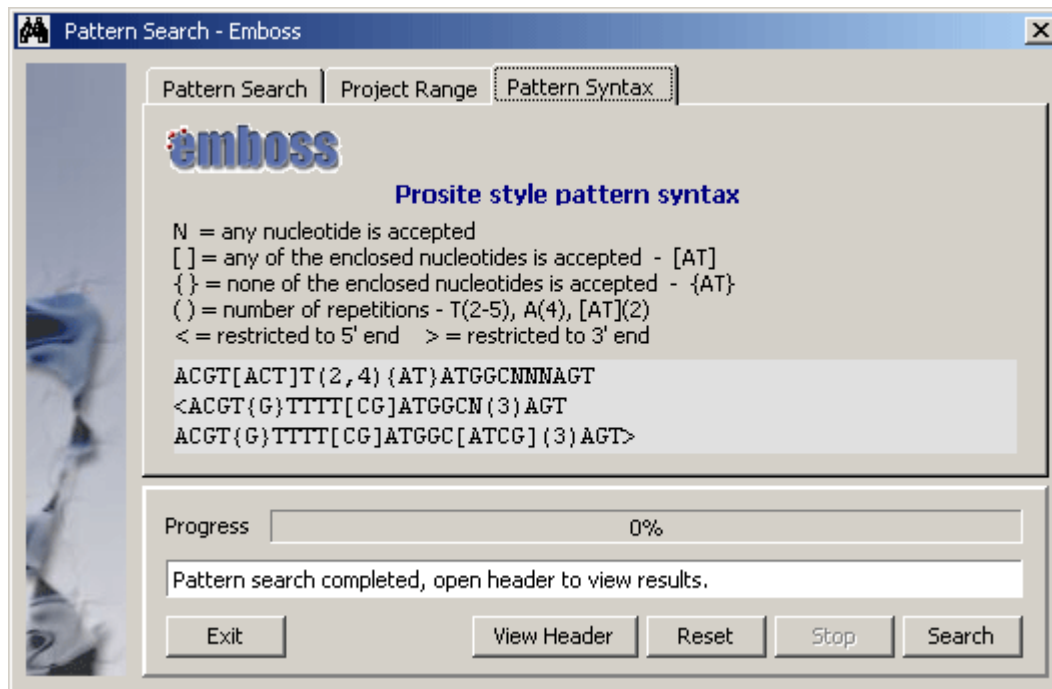 Pattern Search - Emboss
Pattern Search Project Range Pattern Syntax
emboss
Prosite style pattern syntax
N = any nucleotide is accepted
[ ] = any of the enclosed nucleotides is accepted - [AT]
{ } = none of the enclosed nucleotides is accepted - {AT}
( ) = number of repetitions - T(2-5), A(4), [AT](2)
< = restricted to 5' end > = restricted to 3' end
ACGT[ACT]T(2,4){AT}ATGGCNNNAGT
<ACGT{G}TTTT[CG]ATGGCN(3)AGT
ACGT{G}TTTT[CG]ATGGC[ATCG](3)AGT>
Progress 0%
Pattern search completed, open header to view results.
Exit View Header Reset Stop Search